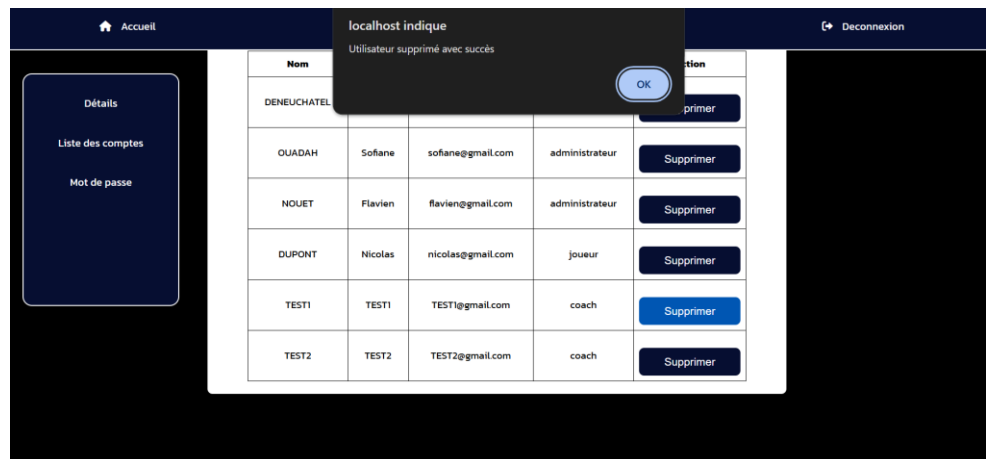 Accueil
localhost indique
Deconnexion
Utilisateur supprimé avec succès
OK
Détails
Liste des comptes
Mot de passe
Nom
DENEUCHATEL
OUADAH Sofiane sofiane@gmail.com administrateur Supprimer
NOUET Flavien flavien@gmail.com administrateur Supprimer
DUPONT Nicolas nicolas@gmail.com joueur Supprimer
TEST1 TEST1 TEST1@gmail.com coach Supprimer
TEST2 TEST2 TEST2@gmail.com coach Supprimer